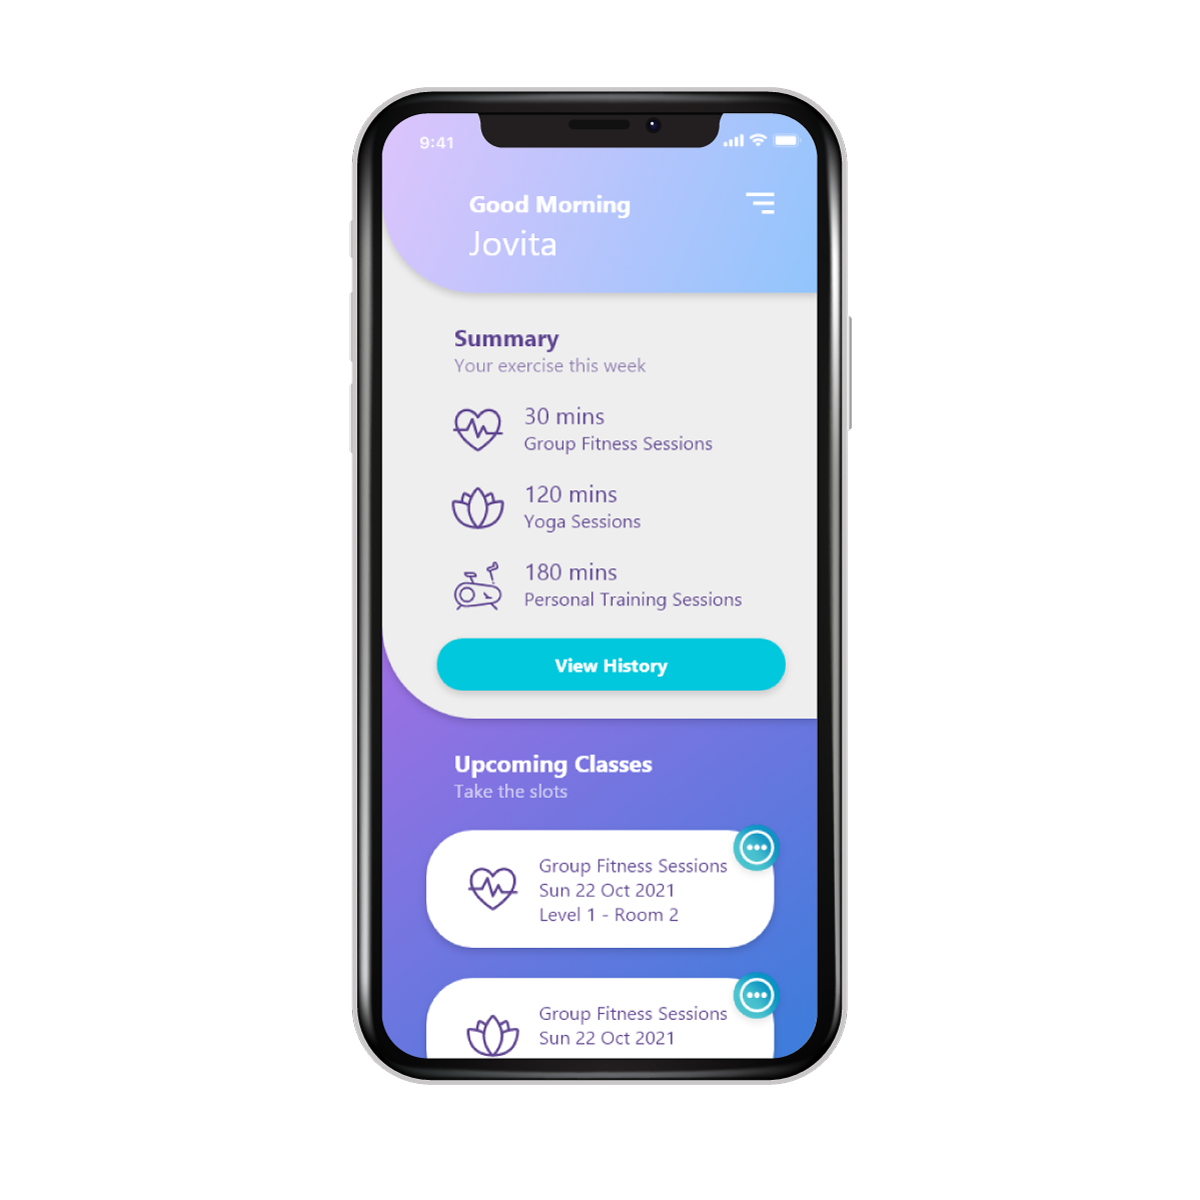 9:41
Good Morning
Jovita
Summary
Your exercise this week
30 mins
Group Fitness Sessions
120 mins
Yoga Sessions
180 mins
Personal Training Sessions
View History
Upcoming Classes
Take the slots
Group Fitness Sessions
Sun 22 Oct 2021
Level 1 - Room 2
Group Fitness Sessions
Sun 22 Oct 2021